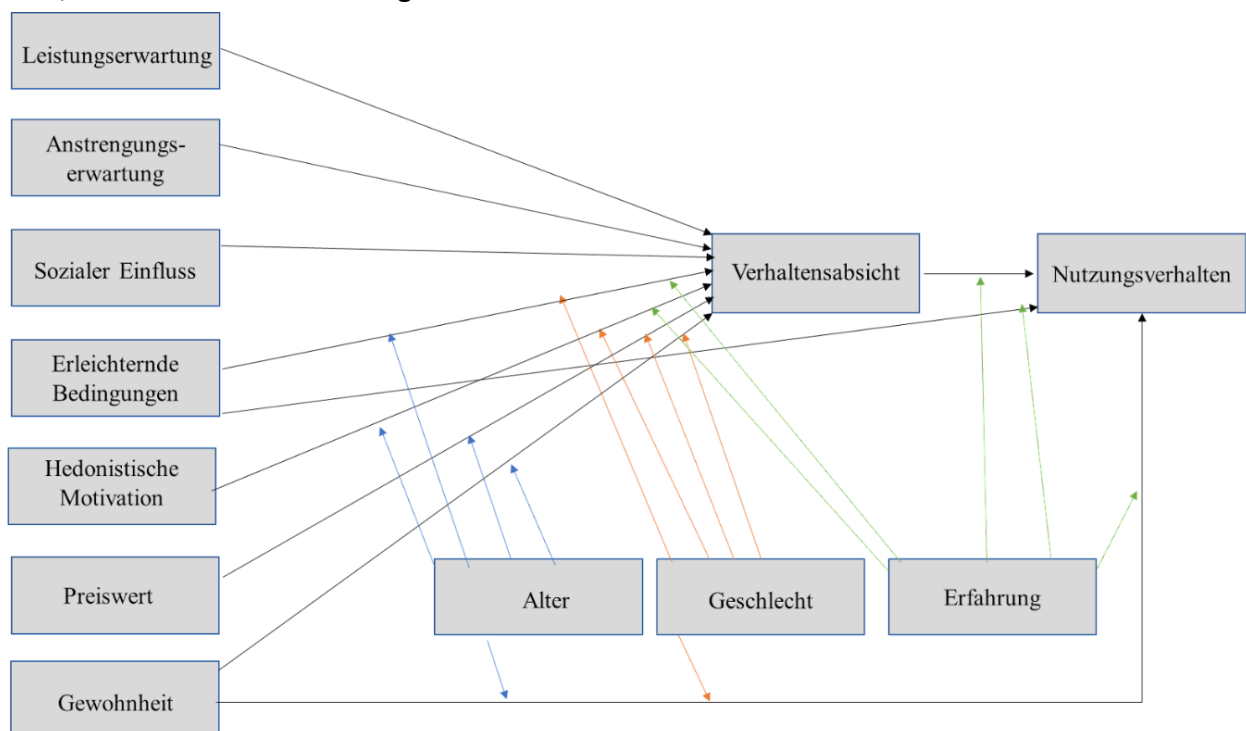 Leistungserwartung
Anstrengungs-
erwartung
Sozialer Einfluss
Verhaltensabsicht
Nutzungsverhalten
Erleichternde
Bedingungen
Hedonistische
Motivation
Preiswert
Alter
Geschlecht
Erfahrung
Gewohnheit